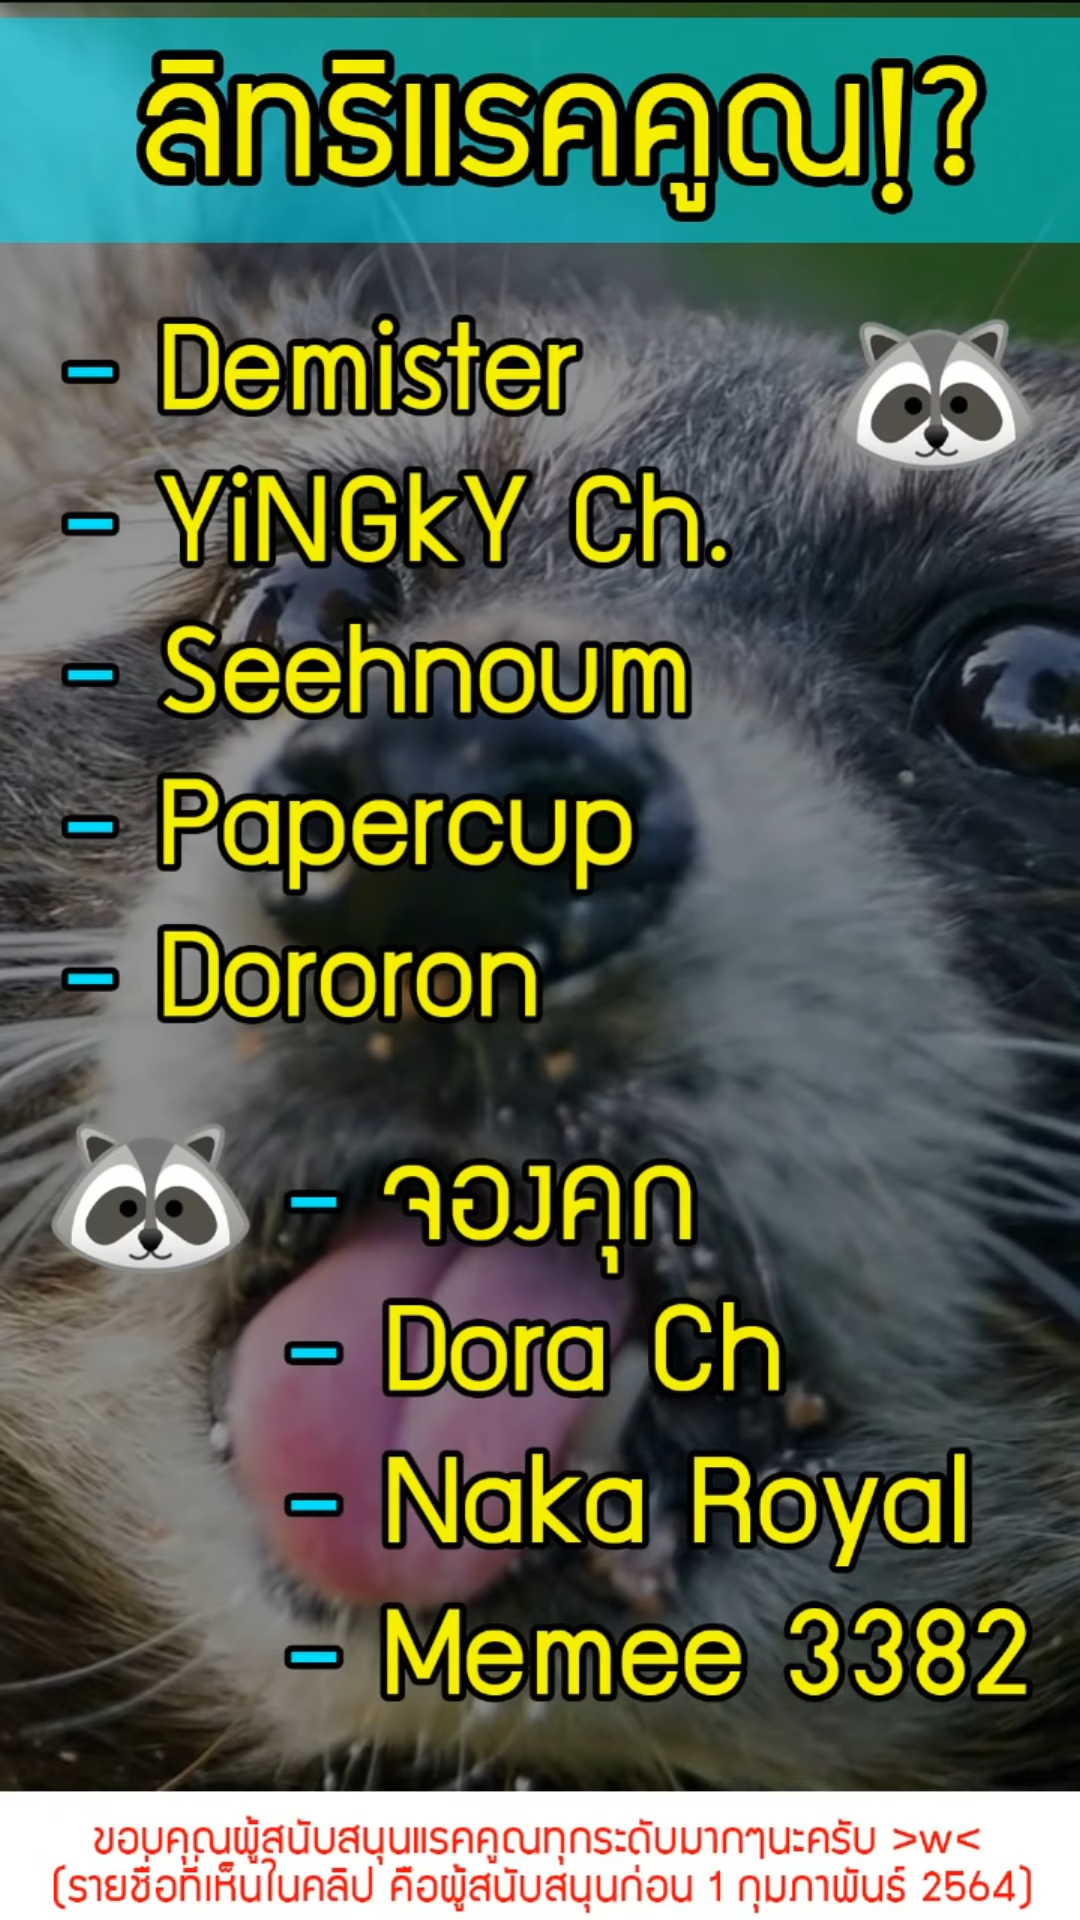 ลิทธิแรคคูณ!?
- Demister
- YiNGkY Ch.
- Seehnoum
- Papercup
- Dororon
- จองคุก
- Dora Ch
- Naka Royal
- Memee 3382
ขอบคุณผู้สนับสนุนแรคคูณทุกระดับมากๆนะครับ >w<
(รายชื่อที่เห็นในคลิป คือผู้สนับสนุนก่อน 1 กุมภาพันธ์ 2564)